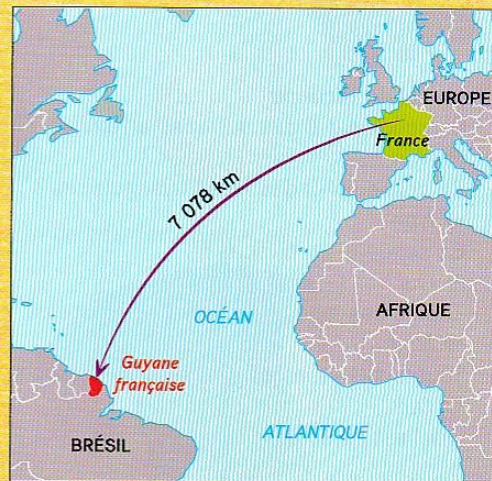 EUROPE
France
7 078 km
OCÉAN
AFRIQUE
Guyane
française
BRÉSIL
ATLANTIQUE